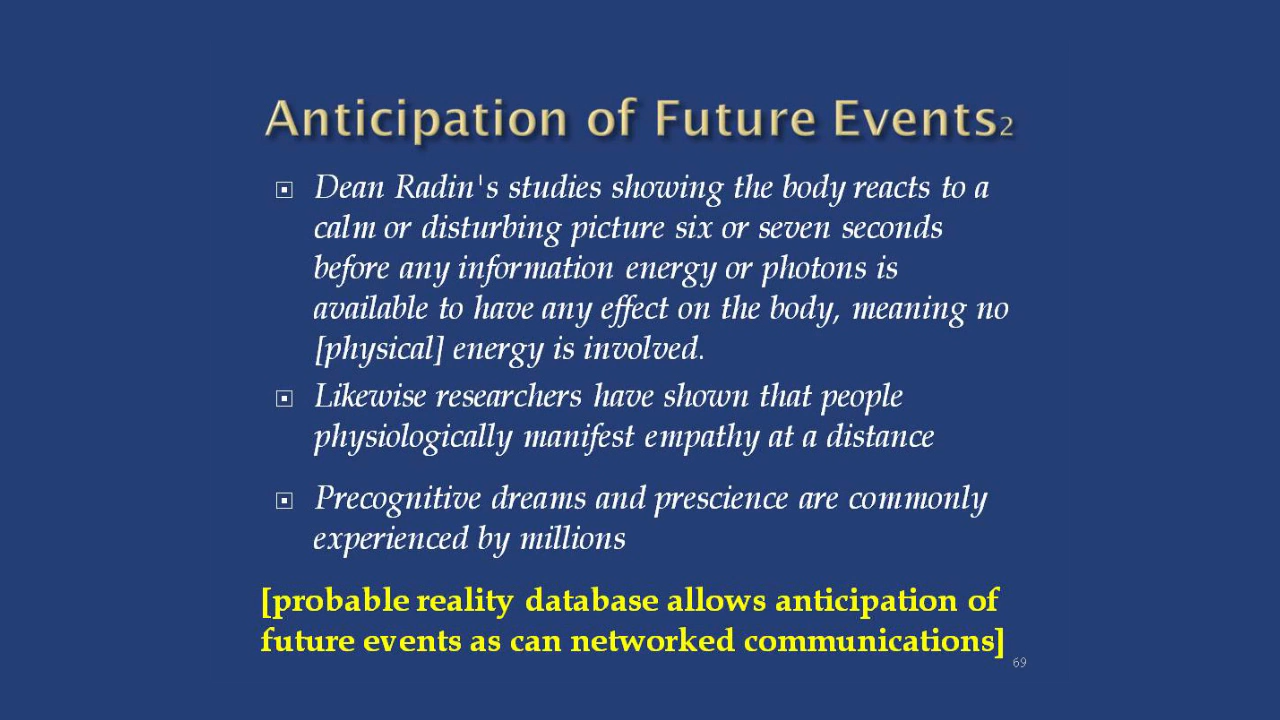 Anticipation of Future Events2
Dean Radin's studies showing the body reacts to a
calm or disturbing picture six or seven seconds
before any information energy or photons is
available to have any effect on the body, meaning no
[physical] energy is involved.
Likewise researchers have shown that people
physiologically manifest empathy at a distance
Precognitive dreams and prescience are commonly
experienced by millions
[probable reality database allows anticipation of
future events as can networked communications]
69